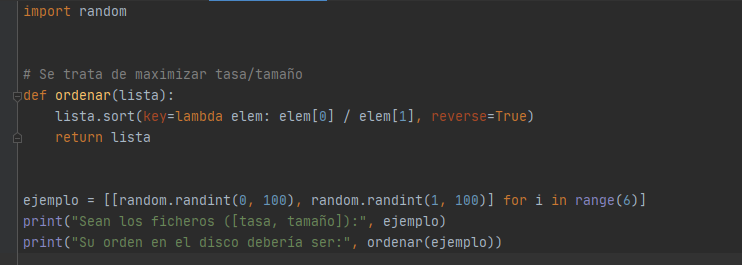 import random
# Se trata de maximizar tasa/tamaño
def ordenar(lista):
    lista.sort(key=lambda elem: elem[0] / elem[1], reverse=True)
    return lista
ejemplo = [[random.randint(0, 100), random.randint(1, 100)] for i in range(6)]
print("Sean los ficheros ([tasa, tamaño]):", ejemplo)
print("Su orden en el disco debería ser:", ordenar(ejemplo))